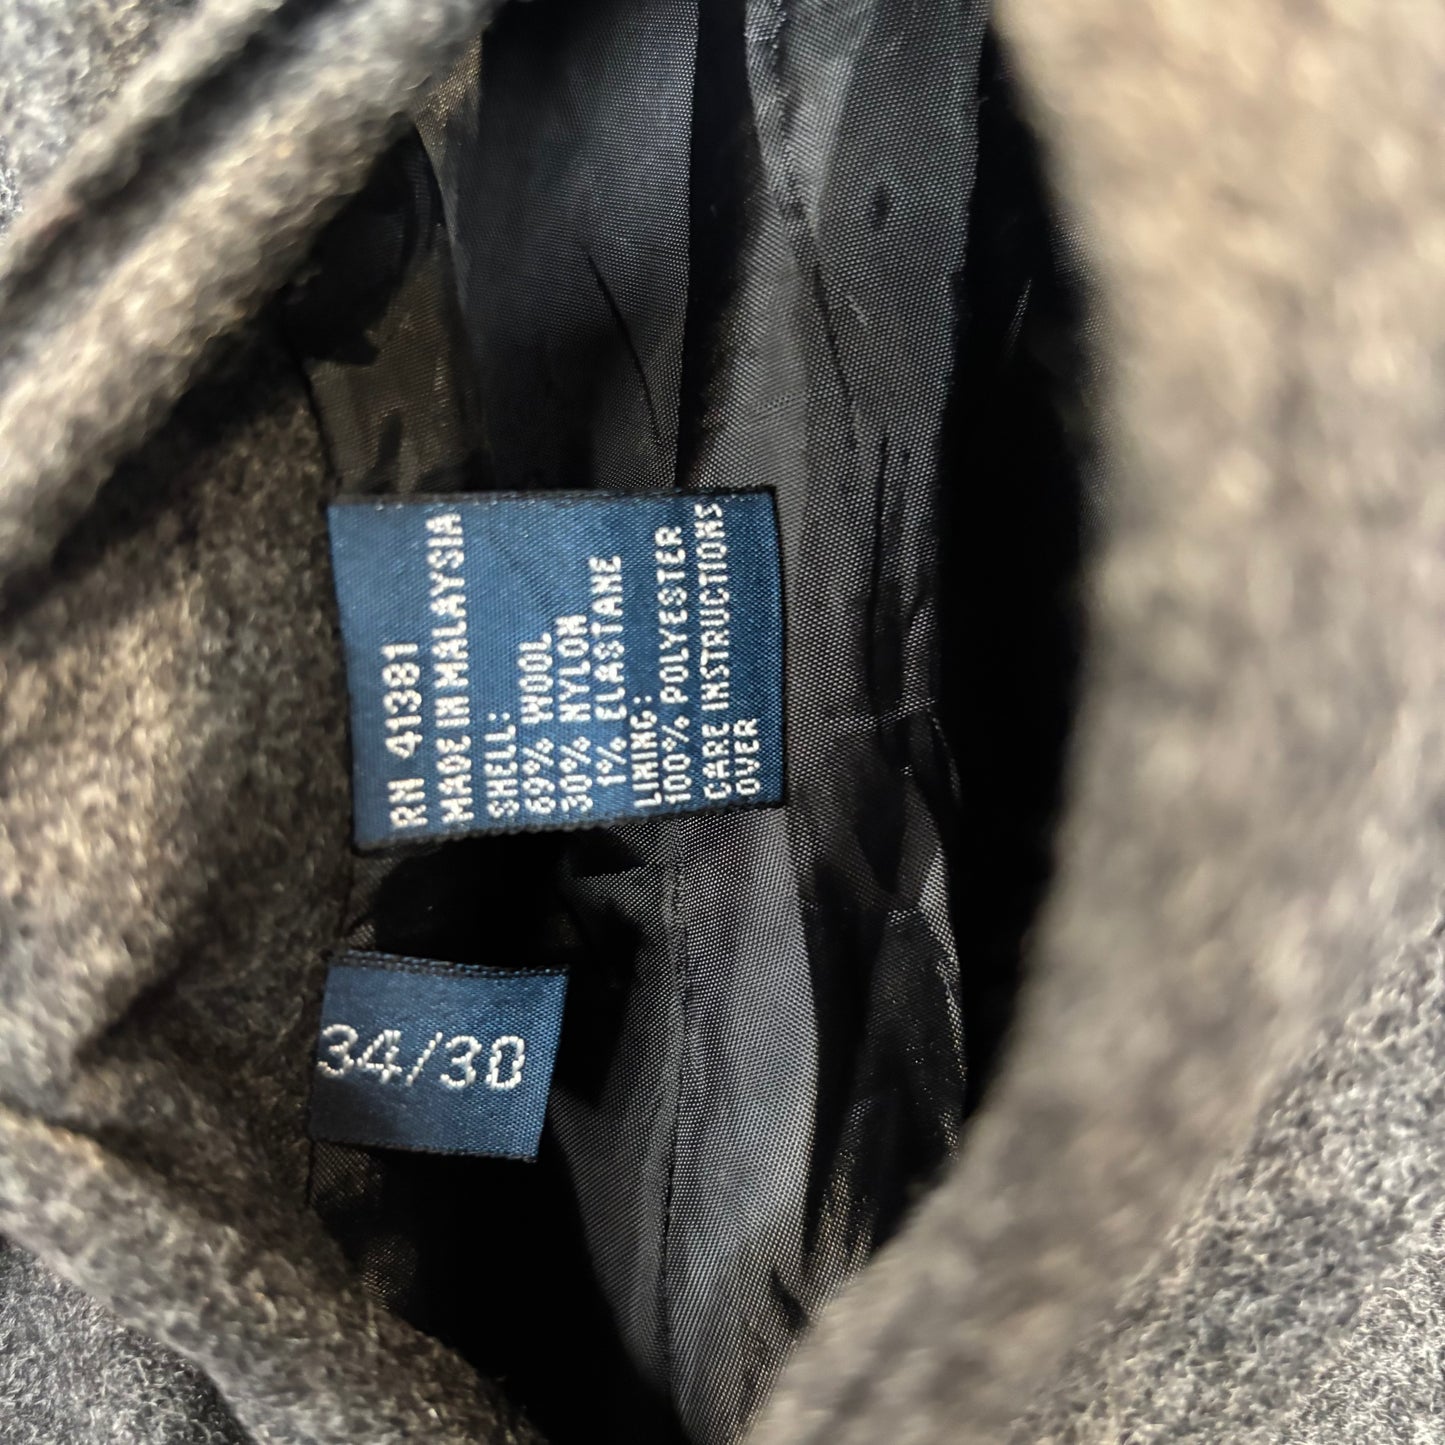 RN 41381
MADE IN MALAYSIA
SHELL:
69% WOOL
30% NYLON
1% ELASTANE
LINING:
100% POLYESTER
CARE INSTRUCTIONS
OVER
34/30